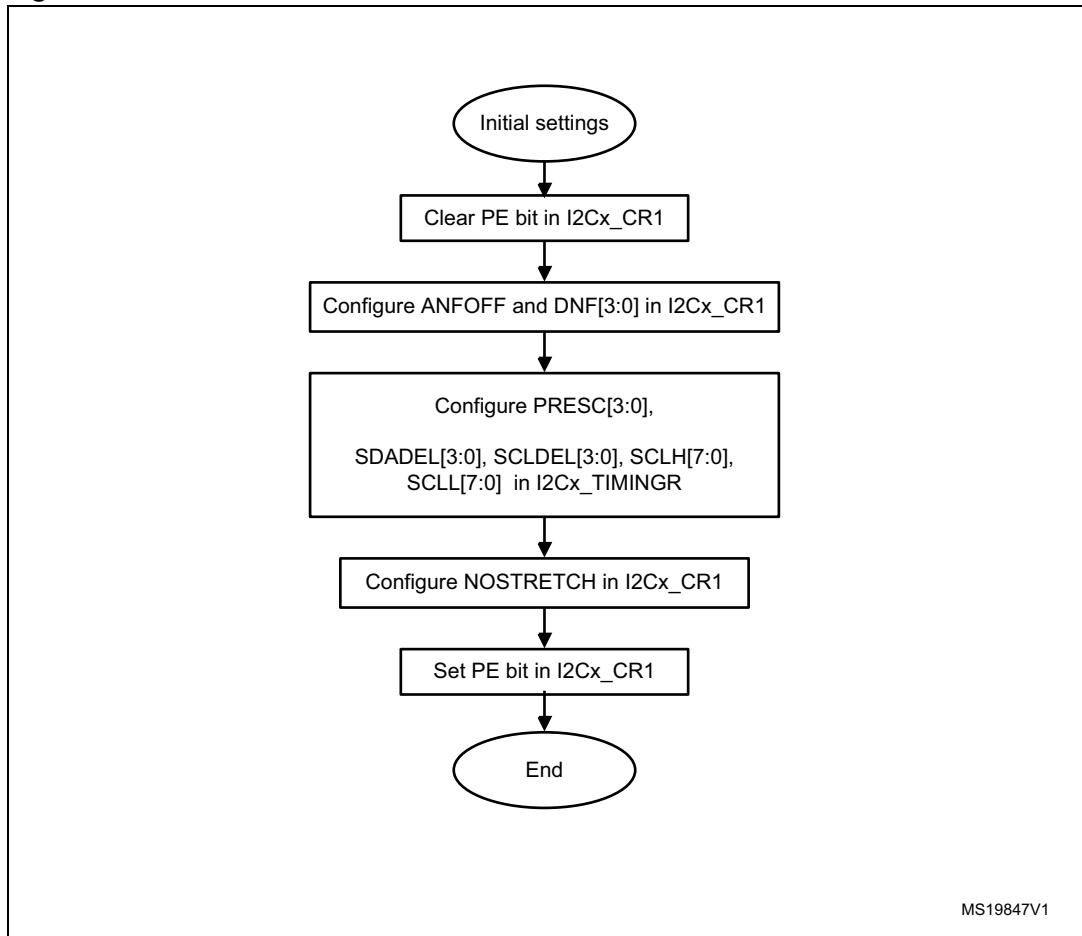 Initial settings
Clear PE bit in I2Cx_CR1
Configure ANFOFF and DNF[3:0] in I2Cx_CR1
Configure PRESC[3:0],
SDADEL[3:0], SCLDEL[3:0], SCLH[7:0],
SCLL[7:0] in I2Cx_TIMINGR
Configure NOSTRETCH in I2Cx_CR1
Set PE bit in I2Cx_CR1
End
MS19847V1